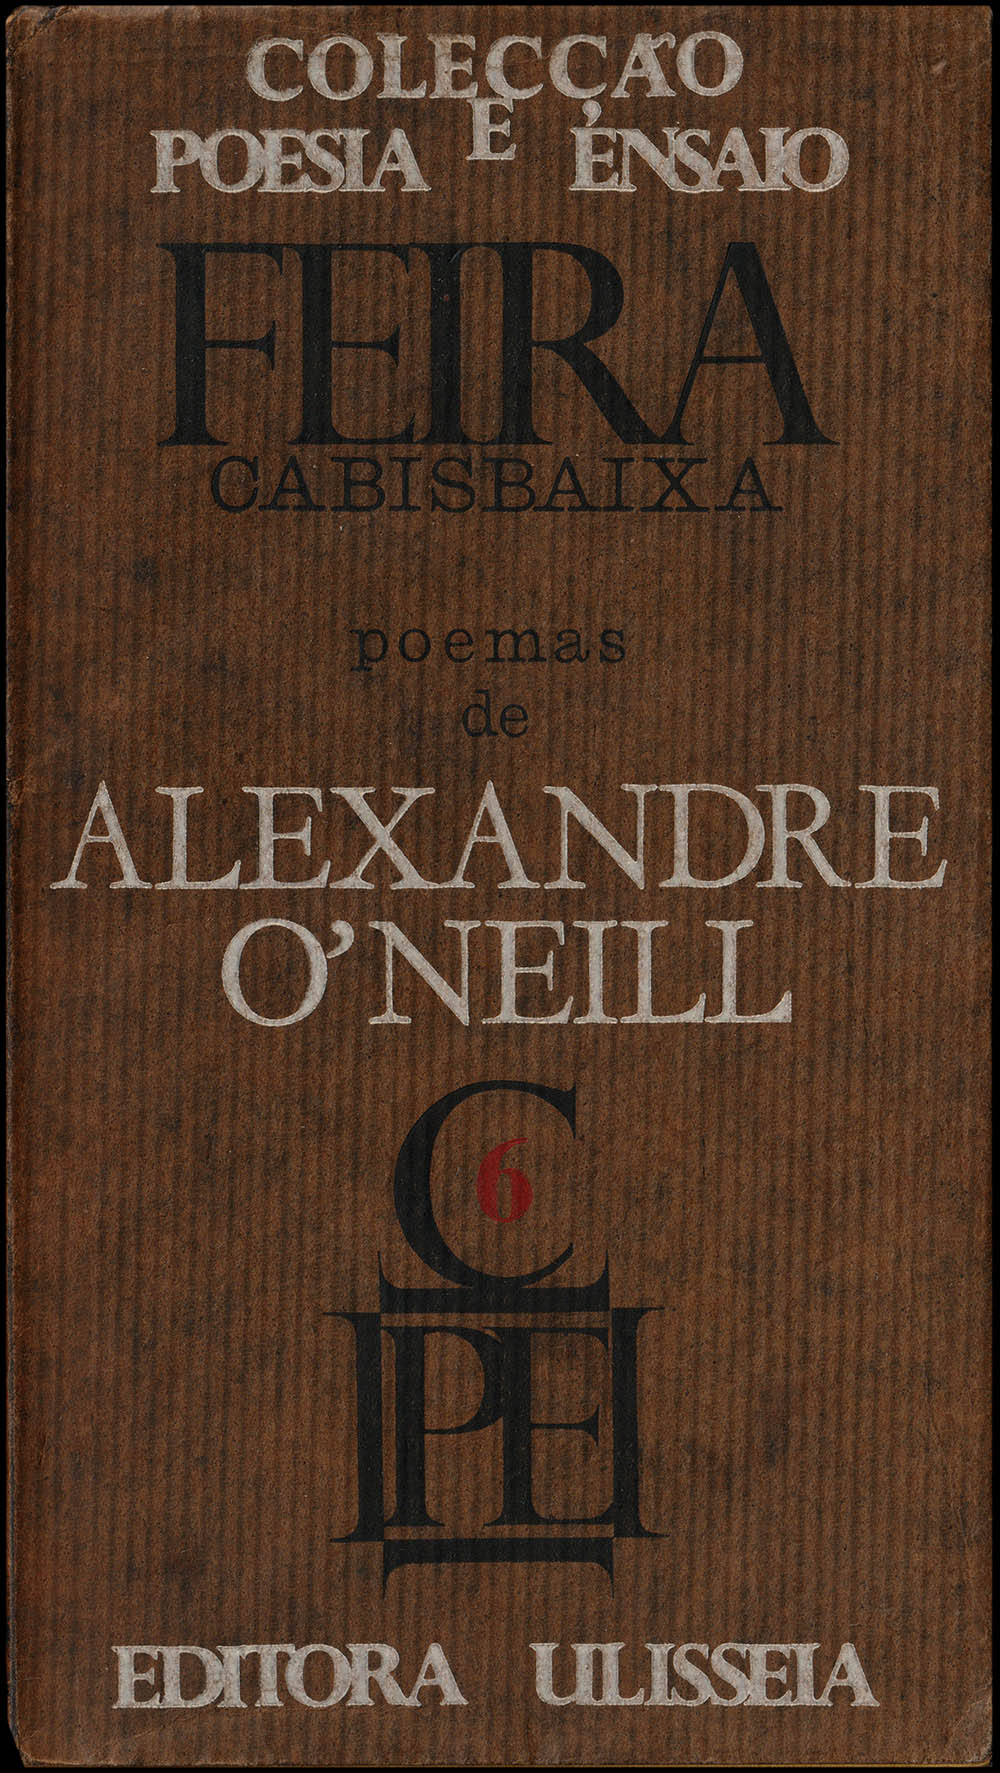 COLECÇÃO
POESIA E ENSAIO
FEIRA
CABISBAIXA
poemas
de
ALEXANDRE
O'NEILL
C
6
PE
EDITORA ULISSEIA